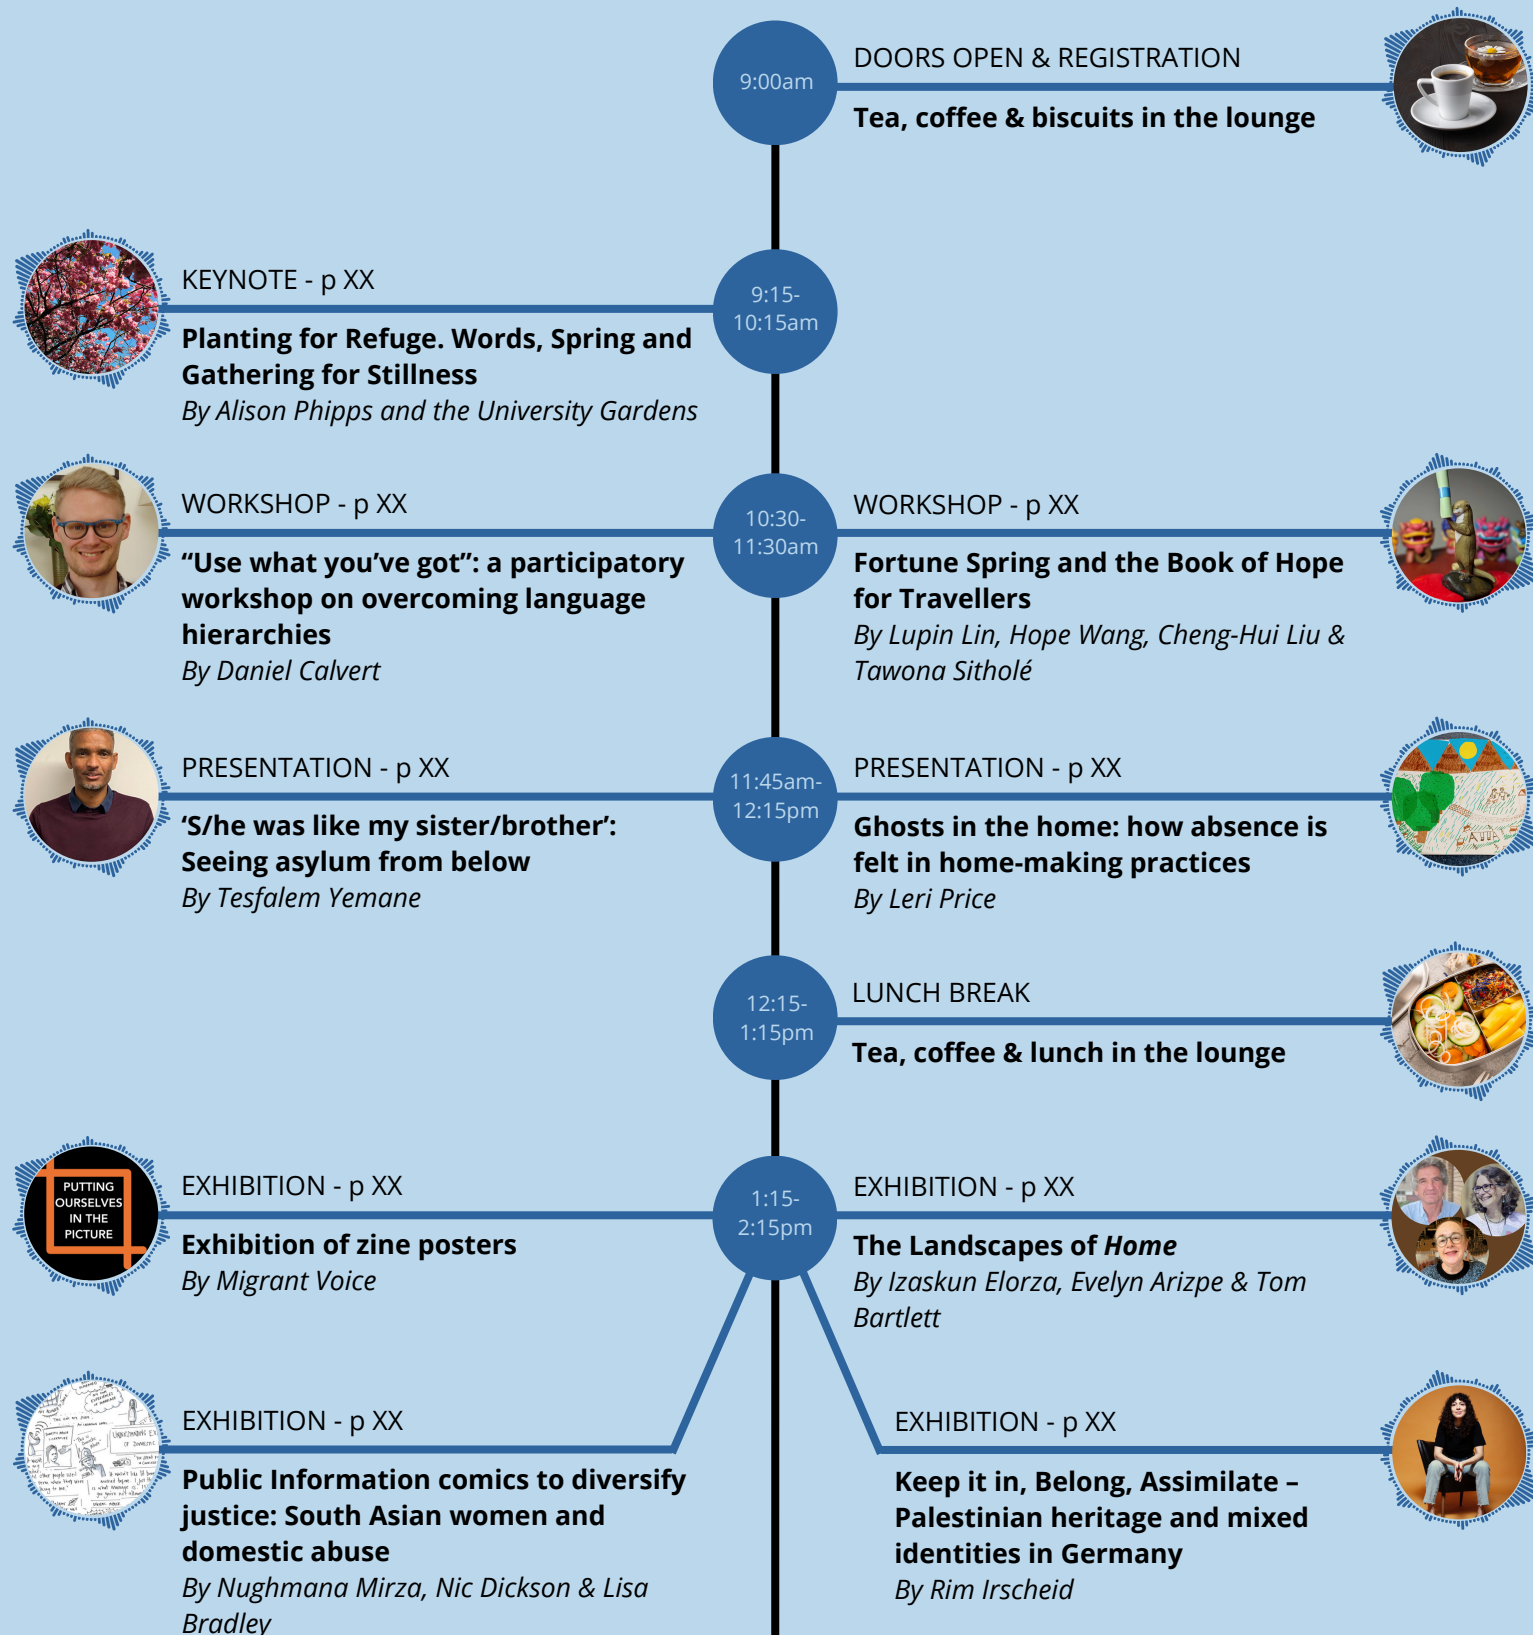 9:00am
DOORS OPEN & REGISTRATION
Tea, coffee & biscuits in the lounge
9:15-
10:15am
KEYNOTE - p XX
Planting for Refuge. Words, Spring and
Gathering for Stillness
By Alison Phipps and the University Gardens
10:30-
11:30am
WORKSHOP - p XX
“Use what you’ve got”: a participatory
workshop on overcoming language
hierarchies
By Daniel Calvert
WORKSHOP - p XX
Fortune Spring and the Book of Hope
for Travellers
By Lupin Lin, Hope Wang, Cheng-Hui Liu &
Tawona Sitholé
11:45am-
12:15pm
PRESENTATION - p XX
‘S/he was like my sister/brother’:
Seeing asylum from below
By Tesfalem Yemane
PRESENTATION - p XX
Ghosts in the home: how absence is
felt in home-making practices
By Leri Price
12:15-
1:15pm
LUNCH BREAK
Tea, coffee & lunch in the lounge
1:15-
2:15pm
PUTTING
OURSELVES
IN THE
PICTURE
EXHIBITION - p XX
Exhibition of zine posters
By Migrant Voice
EXHIBITION - p XX
The Landscapes of Home
By Izaskun Elorza, Evelyn Arizpe & Tom
Bartlett
EXHIBITION - p XX
Public Information comics to diversify
justice: South Asian women and
domestic abuse
By Nughmana Mirza, Nic Dickson & Lisa
Bradley
EXHIBITION - p XX
Keep it in, Belong, Assimilate –
Palestinian heritage and mixed
identities in Germany
By Rim Irscheid